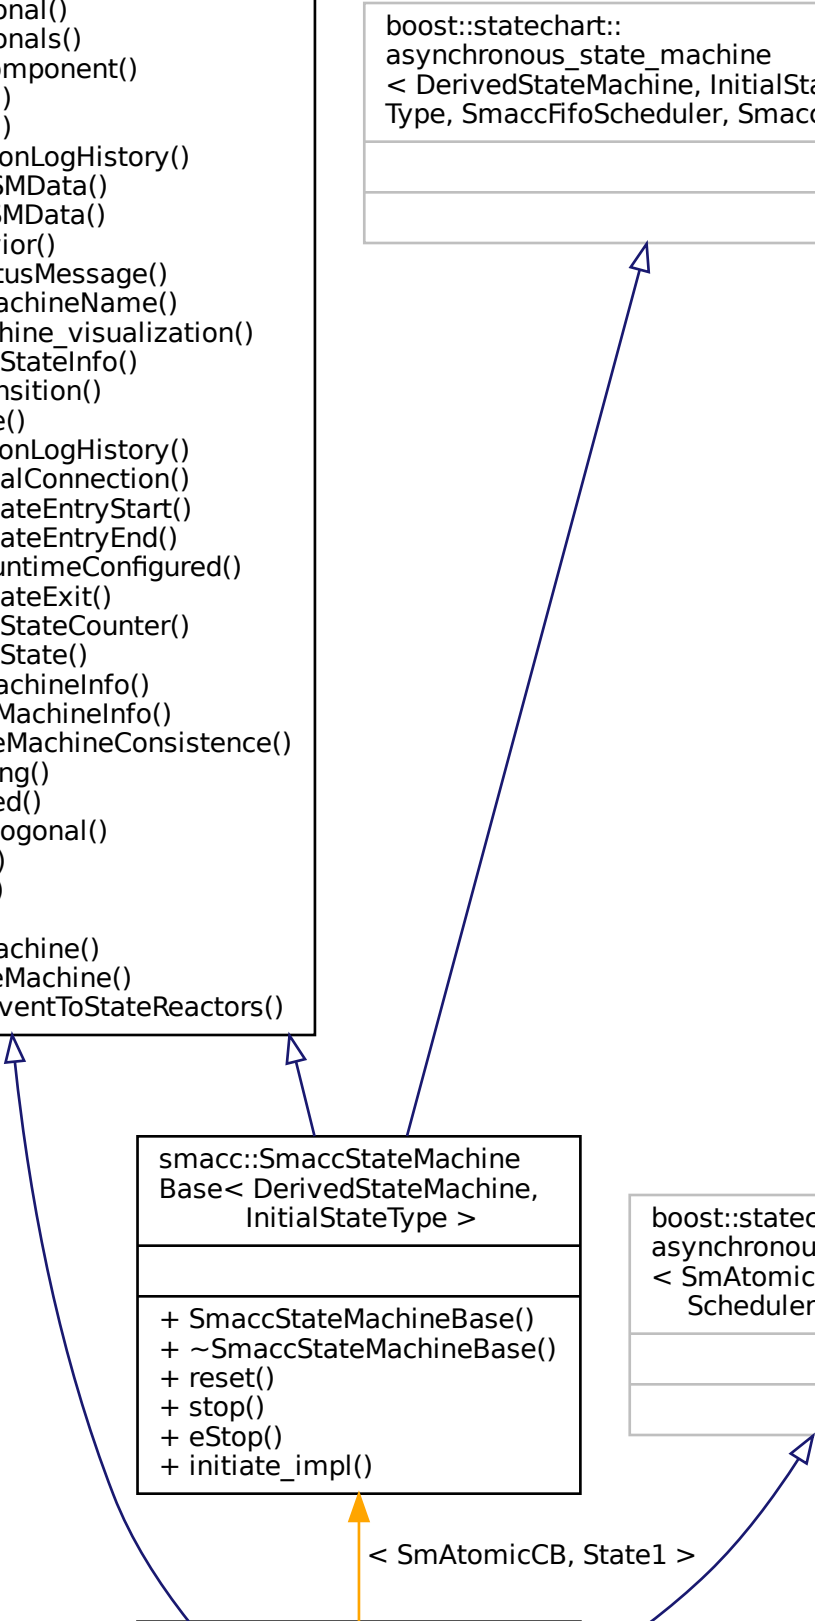 onal()
onals()
omponent()
)
)
onLogHistory()
SMData()
SMData()
vior()
tusMessage()
achineName()
hine_visualization()
StateInfo()
nsition()
e()
onLogHistory()
alConnection()
ateEntryStart()
ateEntryEnd()
untimeConfigured()
ateExit()
StateCounter()
State()
achineInfo()
MachineInfo()
eMachineConsistence()
ng()
ed()
ogonal()
)
)
achine()
eMachine()
ventToStateReactors()
boost::statechart::
asynchronous_state_machine
< DerivedStateMachine, InitialSta
Type, SmaccFifoScheduler, Smacc
smacc::SmaccStateMachine
Base< DerivedStateMachine,
InitialStateType >
+ SmaccStateMachineBase()
+ ~SmaccStateMachineBase()
+ reset()
+ stop()
+ eStop()
+ initiate_impl()
boost::statec
asynchronou
< SmAtomic
Scheduler
< SmAtomicCB, State1 >